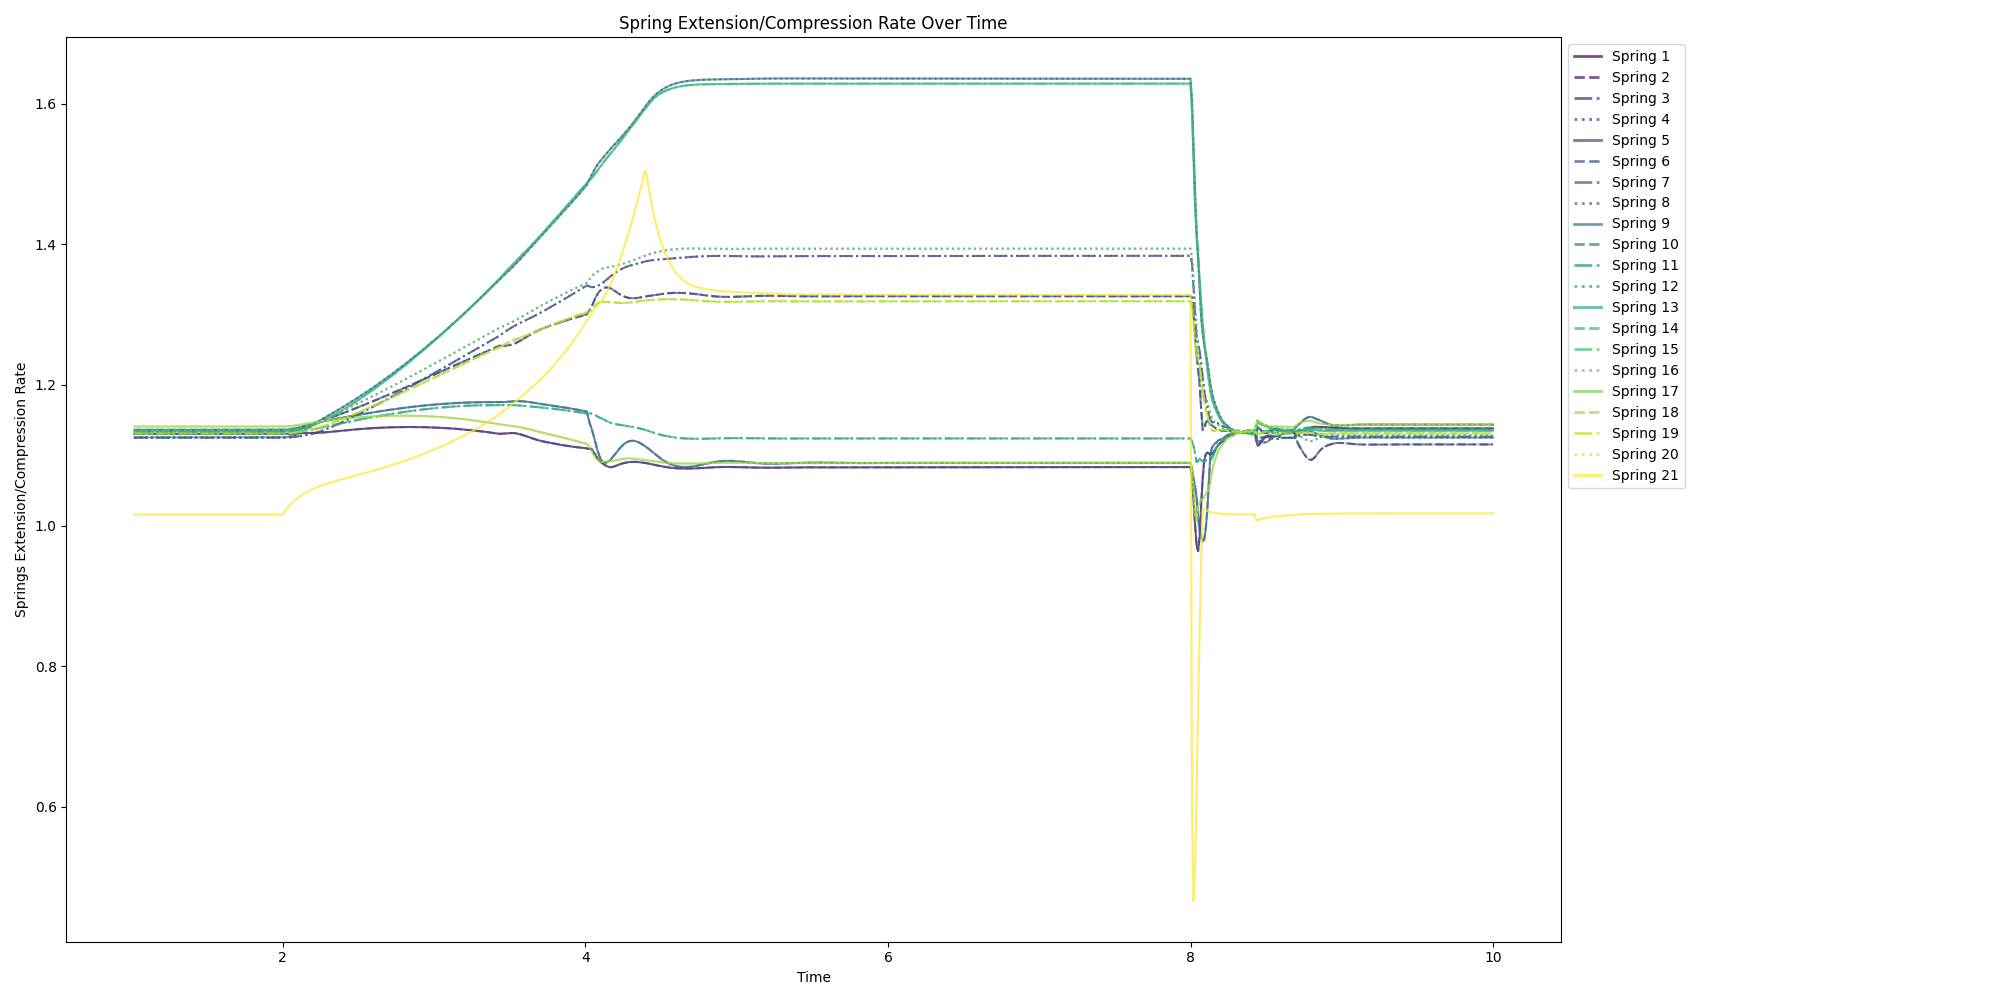 Spring Extension/Compression Rate Over Time
Springs Extension/Compression Rate
1.6
1.4
1.2
1.0
0.8
0.6
2
4
6
8
10
Time
Spring 1
Spring 2
Spring 3
Spring 4
Spring 5
Spring 6
Spring 7
Spring 8
Spring 9
Spring 10
Spring 11
Spring 12
Spring 13
Spring 14
Spring 15
Spring 16
Spring 17
Spring 18
Spring 19
Spring 20
Spring 21